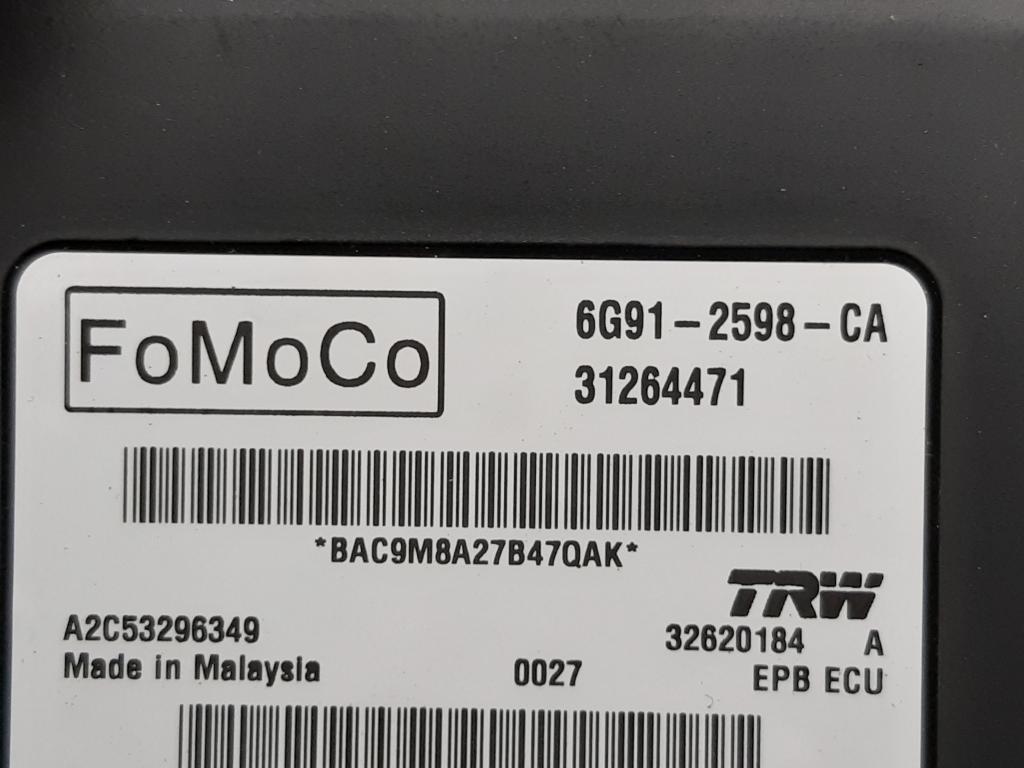 FoMoCo
6G91-2598-CA
31264471
*BAC9M8A27B47QAK*
TRW
A2C53296349
32620184 A
Made in Malaysia
0027
EPB ECU